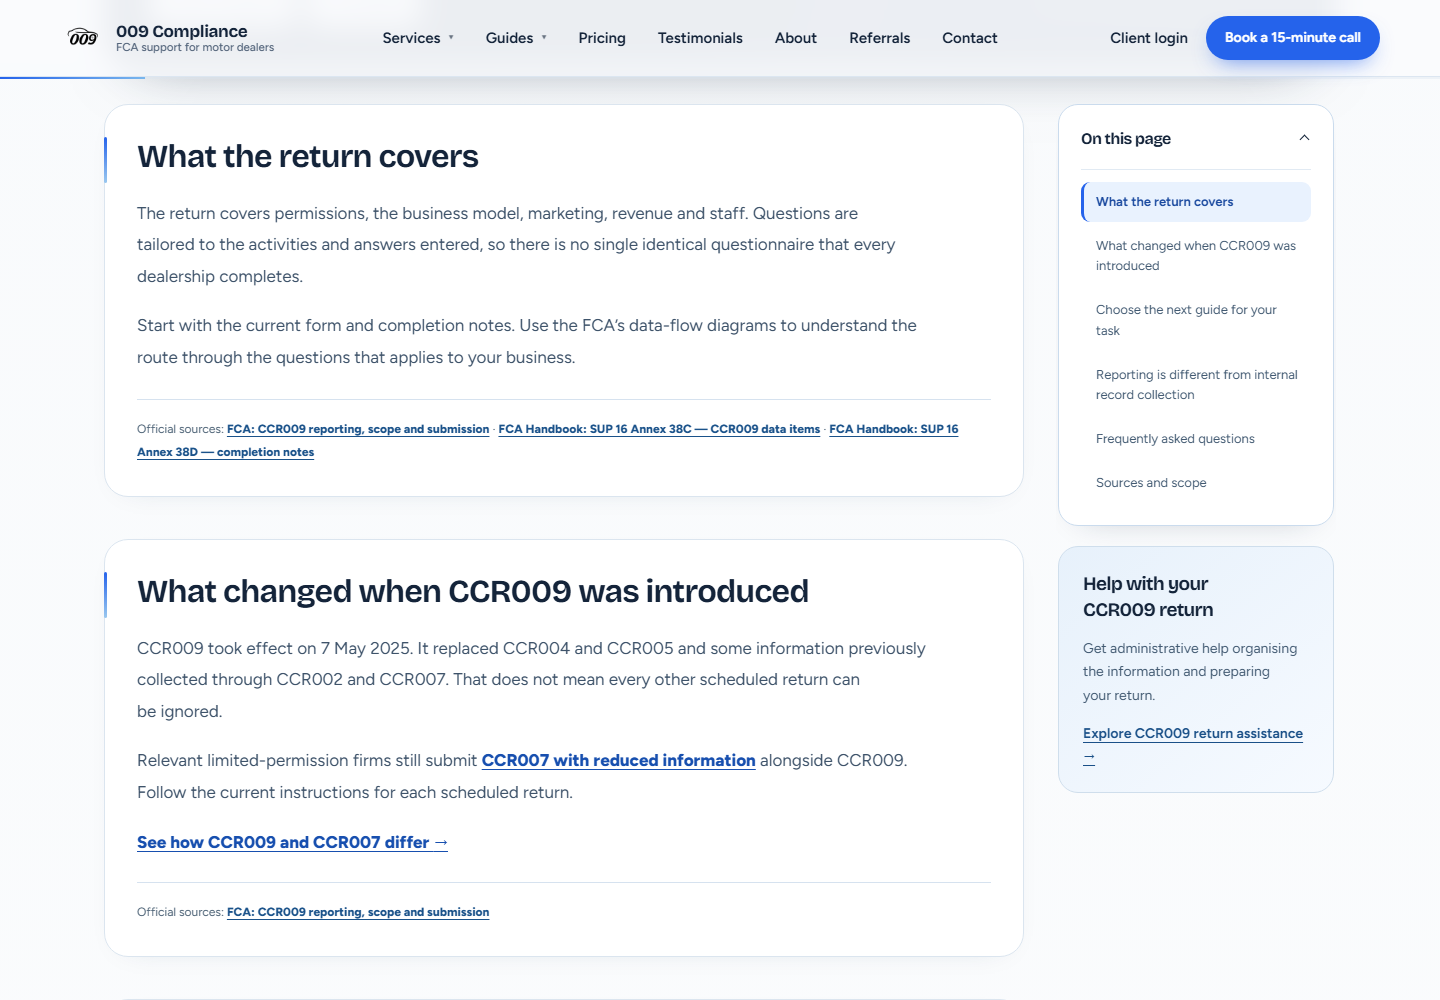 009
009 Compliance
FCA support for motor dealers
Services
Guides
Pricing
Testimonials
About
Referrals
Contact
Client login
Book a 15-minute call
What the return covers
The return covers permissions, the business model, marketing, revenue and staff. Questions are
tailored to the activities and answers entered, so there is no single identical questionnaire that every
dealership completes.
Start with the current form and completion notes. Use the FCA’s data-flow diagrams to understand the
route through the questions that applies to your business.
Official sources: FCA: CCR009 reporting, scope and submission · FCA Handbook: SUP 16 Annex 38C — CCR009 data items · FCA Handbook: SUP 16
Annex 38D — completion notes
What changed when CCR009 was introduced
CCR009 took effect on 7 May 2025. It replaced CCR004 and CCR005 and some information previously
collected through CCR002 and CCR007. That does not mean every other scheduled return can
be ignored.
Relevant limited-permission firms still submit CCR007 with reduced information alongside CCR009.
Follow the current instructions for each scheduled return.
See how CCR009 and CCR007 differ →
Official sources: FCA: CCR009 reporting, scope and submission
On this page
What the return covers
What changed when CCR009 was
introduced
Choose the next guide for your
task
Reporting is different from internal
record collection
Frequently asked questions
Sources and scope
Help with your
CCR009 return
Get administrative help organising
the information and preparing
your return.
Explore CCR009 return assistance
→